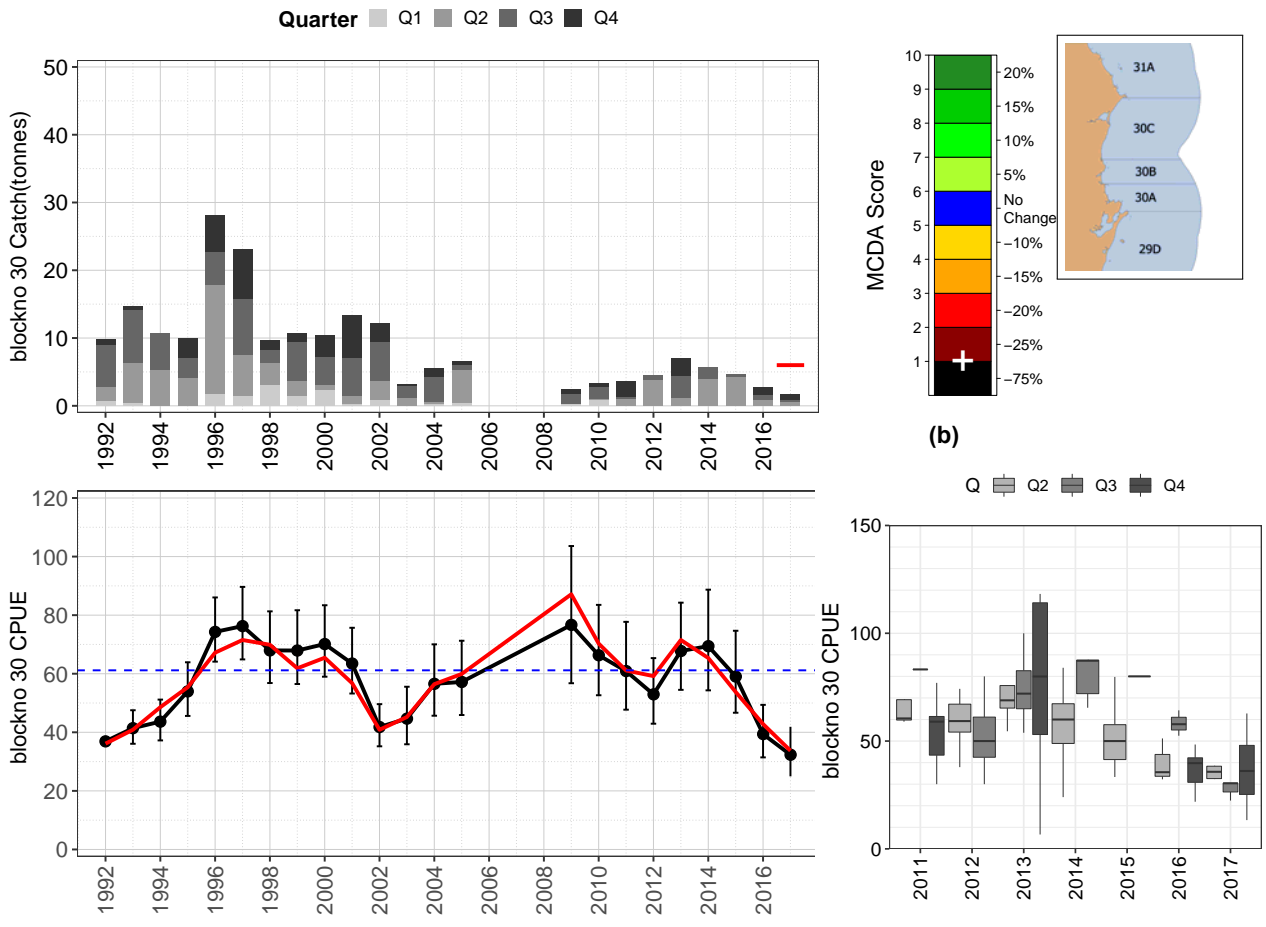 Quarter Q1 Q2 Q3 Q4
blockno 30 Catch(tonnes)
50
40
30
20
10
0
1992 1994 1996 1998 2000 2002 2004 2006 2008 2010 2012 2014 2016
MCDA Score
10
9
8
7
6
5
4
3
2
1
20%
15%
10%
5%
No
Change
−10%
−15%
−20%
−25%
−75%
31A
30C
30B
30A
29D
(b)
blockno 30 CPUE
120
100
80
60
40
20
0
1992 1994 1996 1998 2000 2002 2004 2006 2008 2010 2012 2014 2016
Q Q2 Q3 Q4
blockno 30 CPUE
150
100
50
0
2011 2012 2013 2014 2015 2016 2017